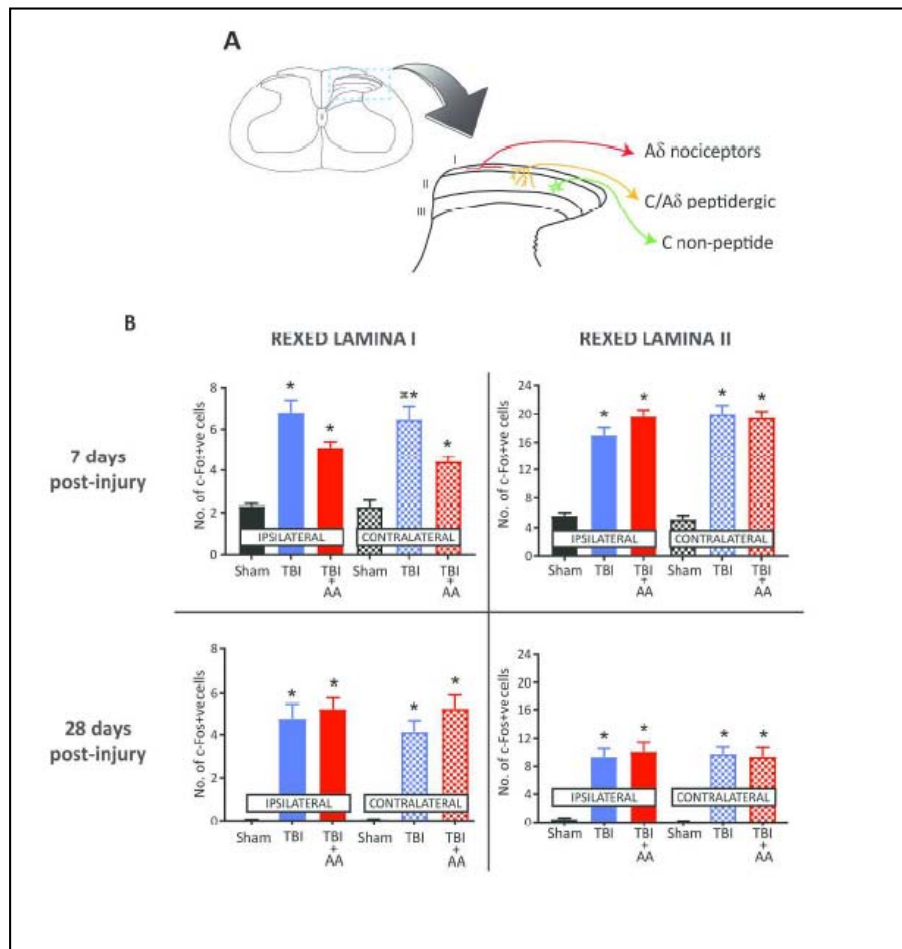 A
I
II
III
Aδ nociceptors
C/Aδ peptidergic
C non-peptide
B
REXED LAMINA I
REXED LAMINA II
7 days
post-injury
No. of c-Fos+ve cells
8
6
4
2
0
* * ** *
IPSILATERAL CONTRALATERAL
Sham TBI TBI + AA Sham TBI TBI + AA
No. of c-Fos+ve cells
24
20
16
12
8
4
0
* * * *
IPSILATERAL CONTRALATERAL
Sham TBI TBI + AA Sham TBI TBI + AA
28 days
post-injury
No. of c-Fos+ve cells
8
6
4
2
0
* * * *
IPSILATERAL CONTRALATERAL
Sham TBI TBI + AA Sham TBI TBI + AA
No. of c-Fos+ve cells
24
20
16
12
8
4
0
* * * *
IPSILATERAL CONTRALATERAL
Sham TBI TBI + AA Sham TBI TBI + AA